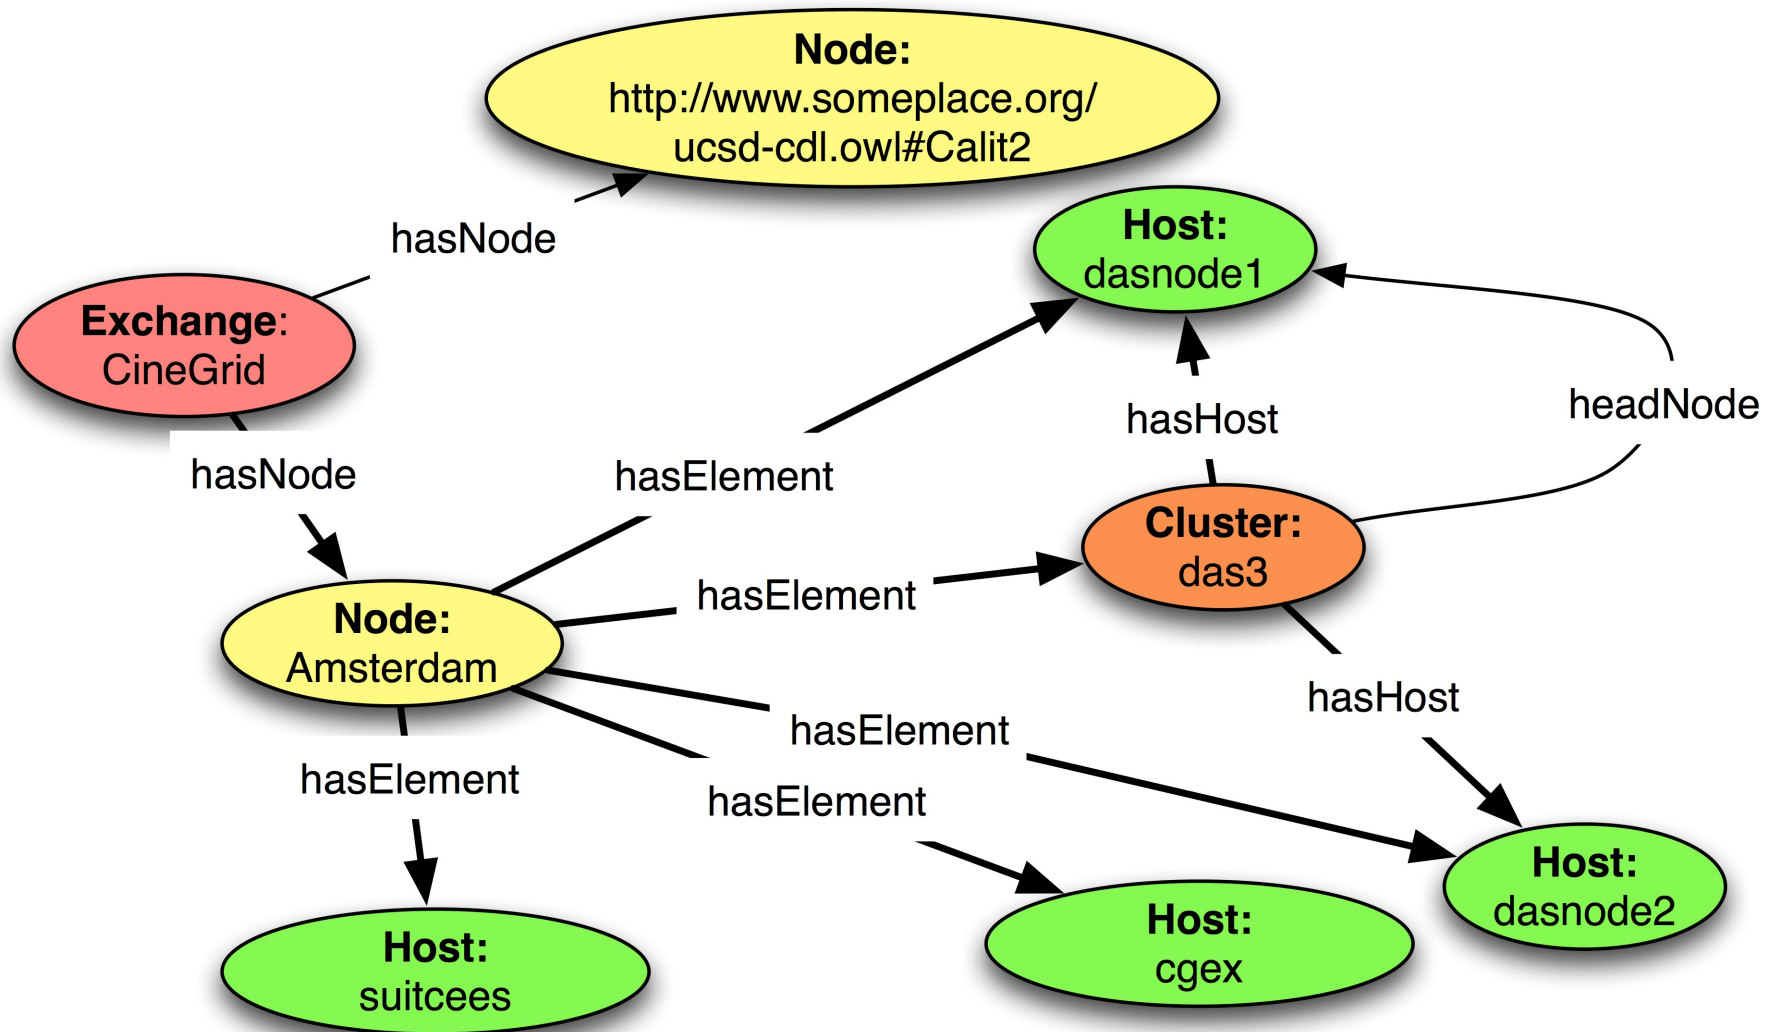 Node:
http://www.someplace.org/
ucsd-cdl.owl#Calit2
hasNode
Host:
dasnode1
Exchange:
CineGrid
hasNode
hasElement
hasHost
headNode
Cluster:
das3
hasElement
Node:
Amsterdam
hasElement
hasHost
hasElement
hasElement
Host:
dasnode2
Host:
cgex
Host:
suitcees